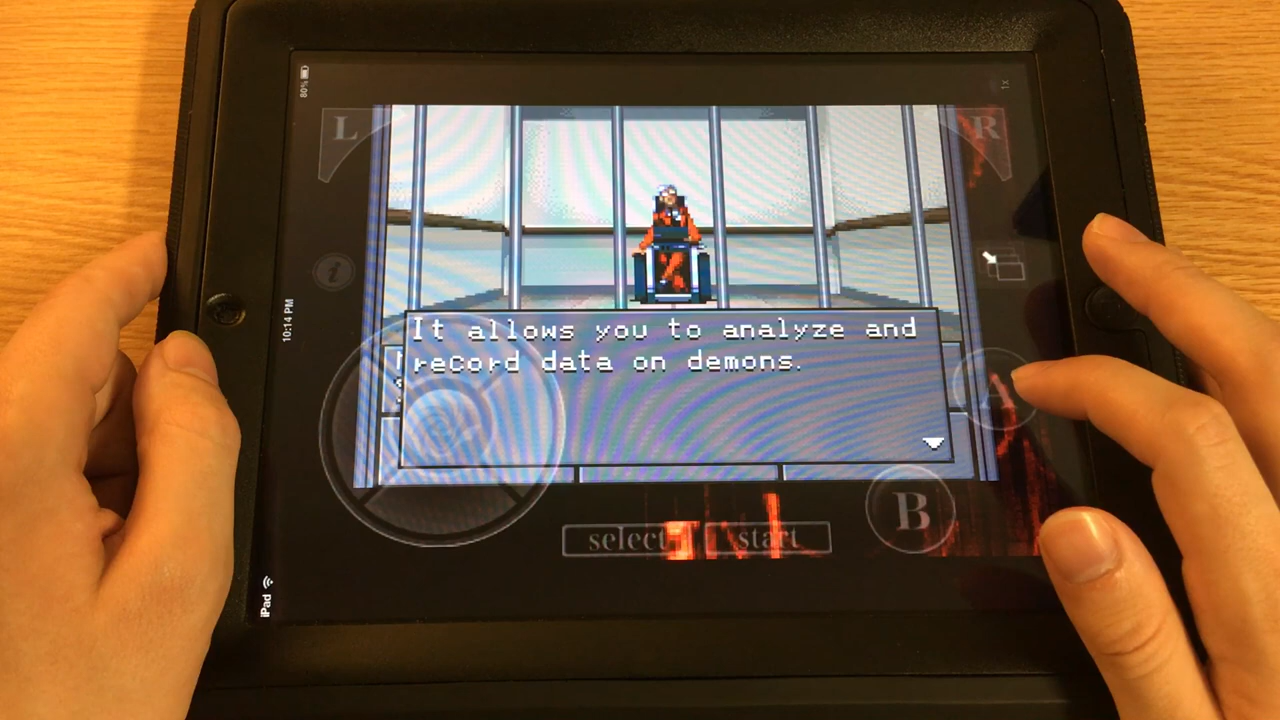 80%
1x
L
R
i
10:14 PM
It allows you to analyze and
record data on demons.
A
B
select
start
iPad